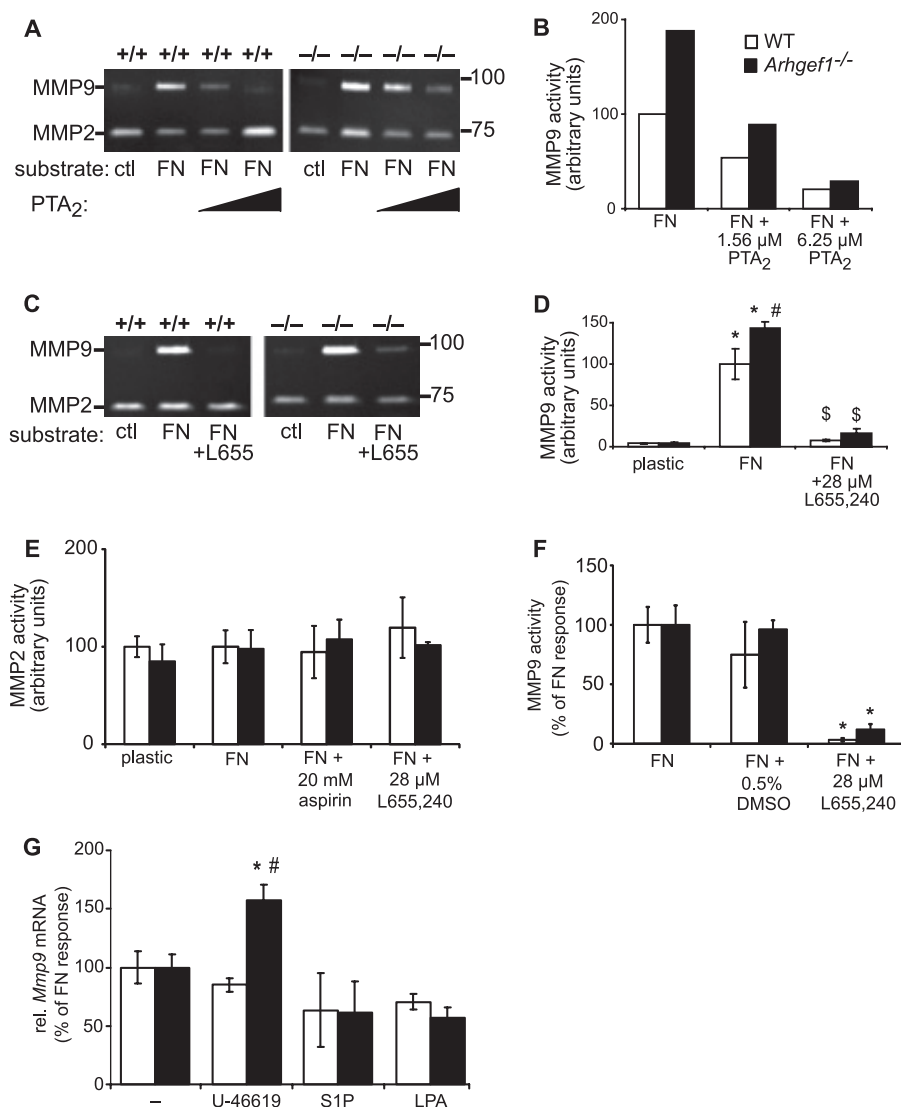 A
+/+ +/+ +/+ +/+ –/– –/– –/– –/–
MMP9
MMP2
100
75
substrate: ctl FN FN FN ctl FN FN FN
PTA2:
B
WT
Arhgef1-/-
MMP9 activity
(arbitrary units)
200
100
0
FN
FN +
1.56 µM
PTA2
FN +
6.25 µM
PTA2
C
+/+ +/+ +/+ –/– –/– –/–
MMP9
MMP2
100
75
substrate: ctl FN FN ctl FN FN
+L655 +L655
D
MMP9 activity
(arbitrary units)
150
100
50
0
* * #
$ $
plastic
FN
FN
+28 µM
L655,240
E
MMP2 activity
(arbitrary units)
200
100
0
plastic
FN
FN +
20 mM
aspirin
FN +
28 µM
L655,240
F
MMP9 activity
(% of FN response)
150
100
50
0
* *
FN
FN +
0.5%
DMSO
FN +
28 µM
L655,240
G
rel. Mmp9 mRNA
(% of FN response)
200
150
100
50
0
* #
– U-46619 S1P LPA